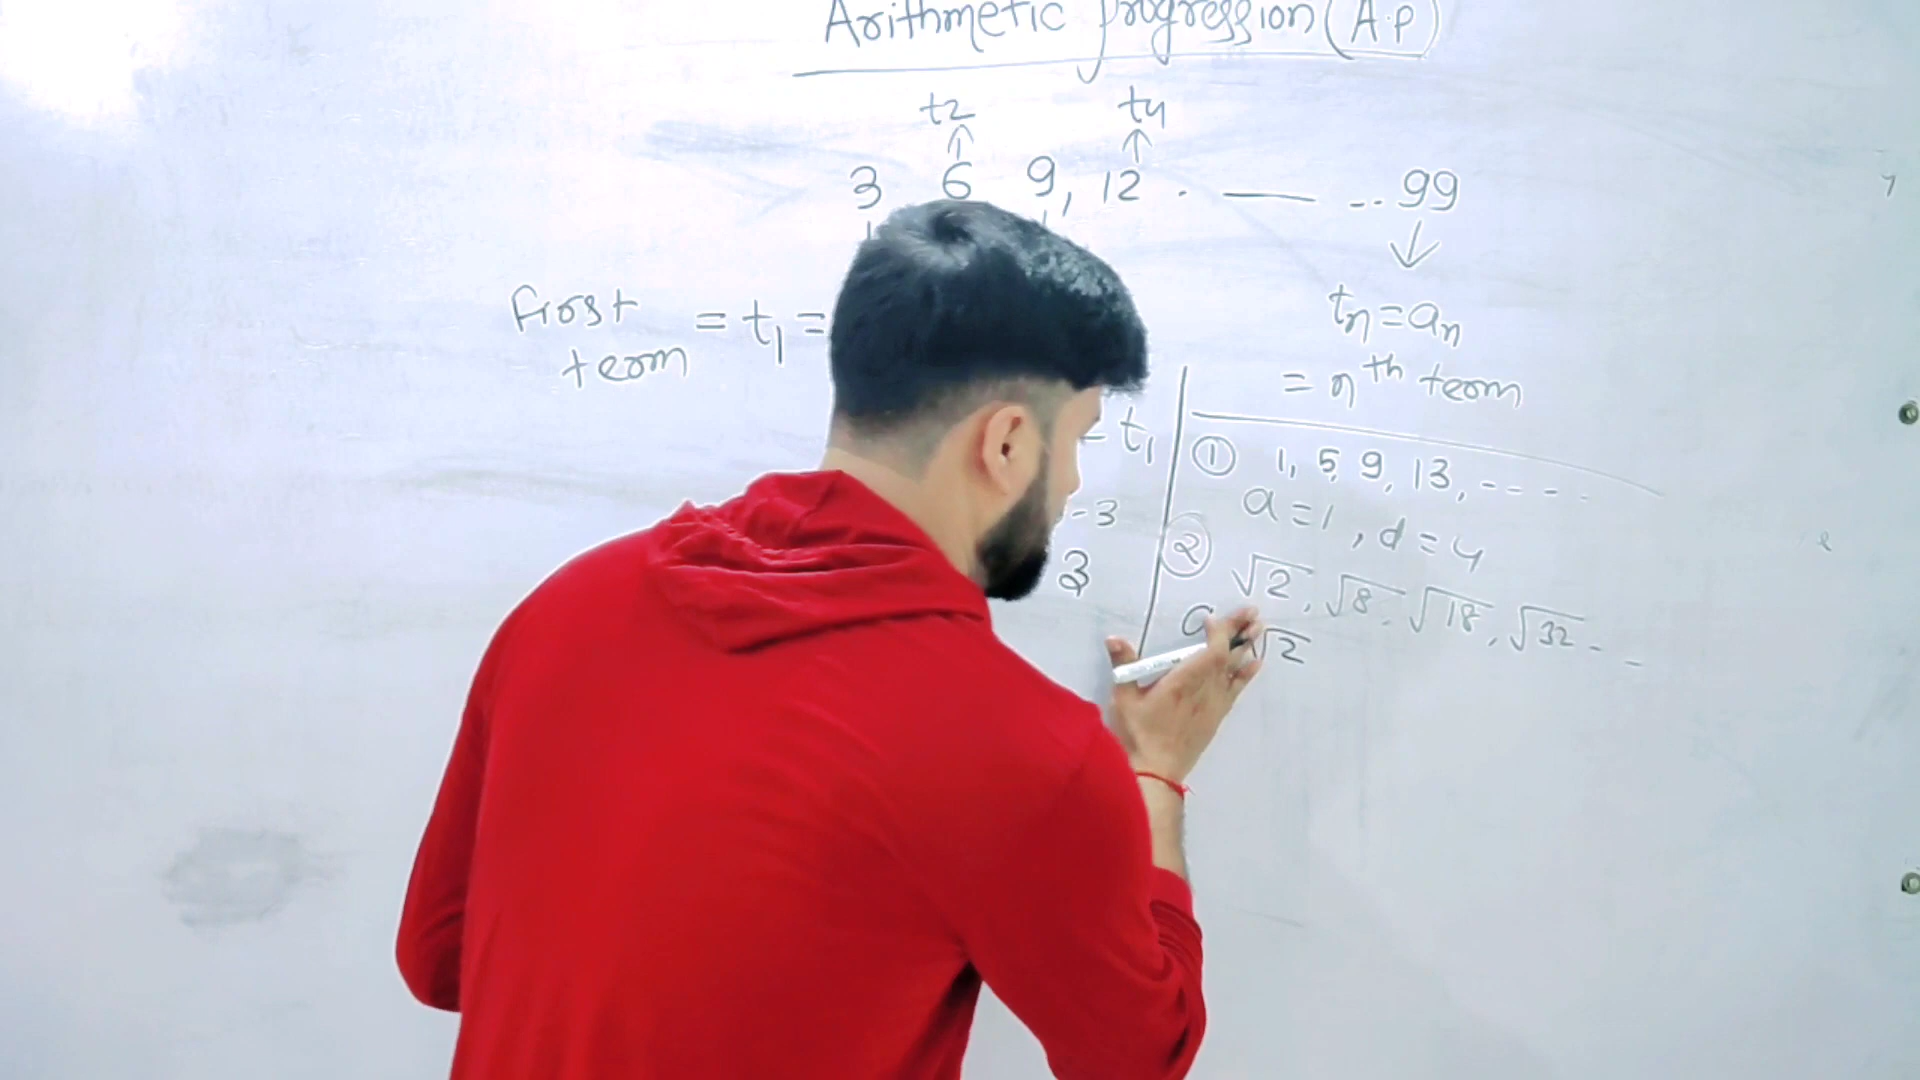 Arithmetic Progression (A.P)
t2 t4
3 6 9, 12 . — .. 99
First = t1 =
term
tn = an
= nth term
- t1
- 3
3
① 1, 5, 9, 13, - - - -
a = 1, d = 4
② √2, √8, √18, √32 - -
a √2